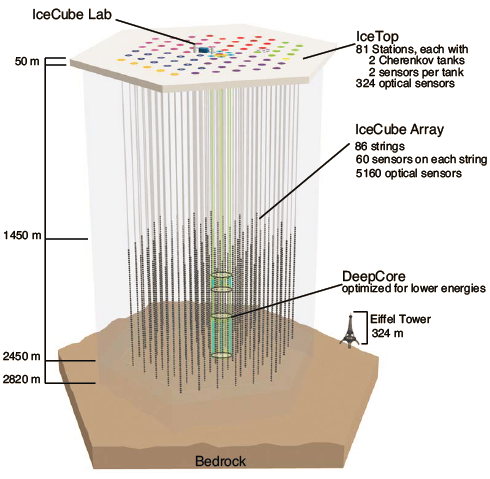 IceCube Lab
IceTop
81 Stations, each with
2 Cherenkov tanks
2 sensors per tank
324 optical sensors
50 m
IceCube Array
86 strings
60 sensors on each string
5160 optical sensors
1450 m
DeepCore
optimized for lower energies
Eiffel Tower
324 m
2450 m
2820 m
Bedrock